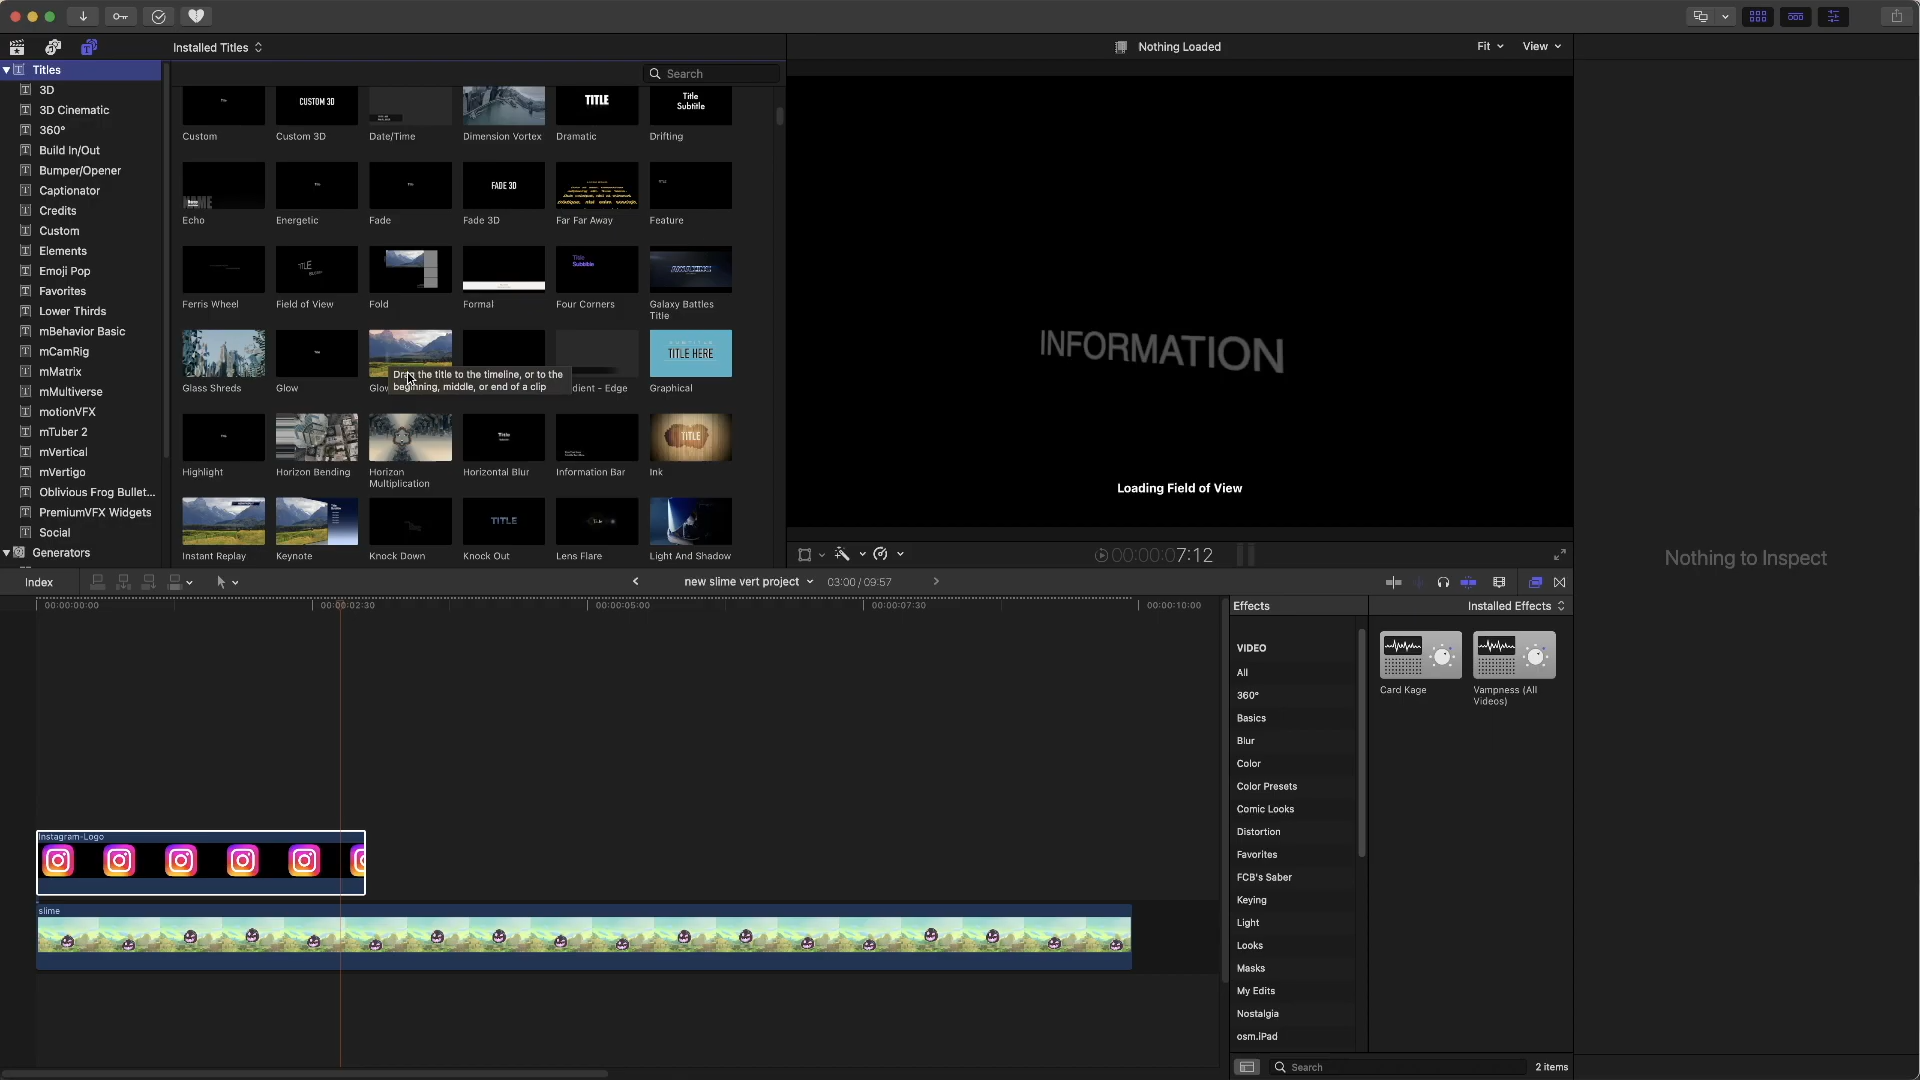 Installed Titles
Nothing Loaded
Fit
View
Titles
3D
3D Cinematic
360°
Build In/Out
Bumper/Opener
Captionator
Credits
Custom
Elements
Emoji Pop
Favorites
Lower Thirds
mBehavior Basic
mCamRig
mMatrix
mMultiverse
motionVFX
mTuber 2
mVertical
mVertigo
Oblivious Frog Bullet...
PremiumVFX Widgets
Social
Generators
Search
CUSTOM 3D
TITLE
Title
Subtitle
Custom
Custom 3D
Date/Time
Dimension Vortex
Dramatic
Drifting
FADE 3D
Echo
Energetic
Fade
Fade 3D
Far Far Away
Feature
Title
Subtitle
AMAZING
Ferris Wheel
Field of View
Fold
Formal
Four Corners
Galaxy Battles
Title
TITLE HERE
Drag the title to the timeline, or to the
beginning, middle, or end of a clip
Glass Shreds
Glow
Glow
dient - Edge
Graphical
Title
TITLE
Highlight
Horizon Bending
Horizon
Multiplication
Horizontal Blur
Information Bar
Ink
TITLE
Title
Instant Replay
Keynote
Knock Down
Knock Out
Lens Flare
Light And Shadow
INFORMATION
Loading Field of View
00:00:00:07:12
Nothing to Inspect
Index
new slime vert project
03:00 / 09:57
00:00:00:00
00:00:02:30
00:00:05:00
00:00:07:30
00:00:10:00
Instagram-Logo
slime
Effects
Installed Effects
VIDEO
All
360°
Basics
Blur
Color
Color Presets
Comic Looks
Distortion
Favorites
FCB's Saber
Keying
Light
Looks
Masks
My Edits
Nostalgia
osm.iPad
Card Kage
Vampness (All
Videos)
Search
2 items